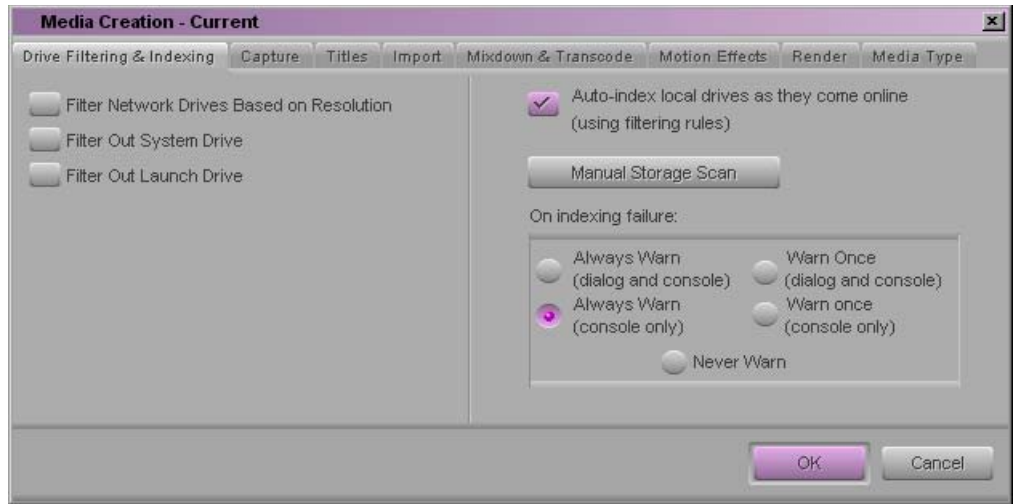 Media Creation - Current
Drive Filtering & Indexing
Capture
Titles
Import
Mixdown & Transcode
Motion Effects
Render
Media Type
Filter Network Drives Based on Resolution
Filter Out System Drive
Filter Out Launch Drive
Auto-index local drives as they come online
(using filtering rules)
Manual Storage Scan
On indexing failure:
Always Warn
(dialog and console)
Warn Once
(dialog and console)
Always Warn
(console only)
Warn once
(console only)
Never Warn
OK
Cancel